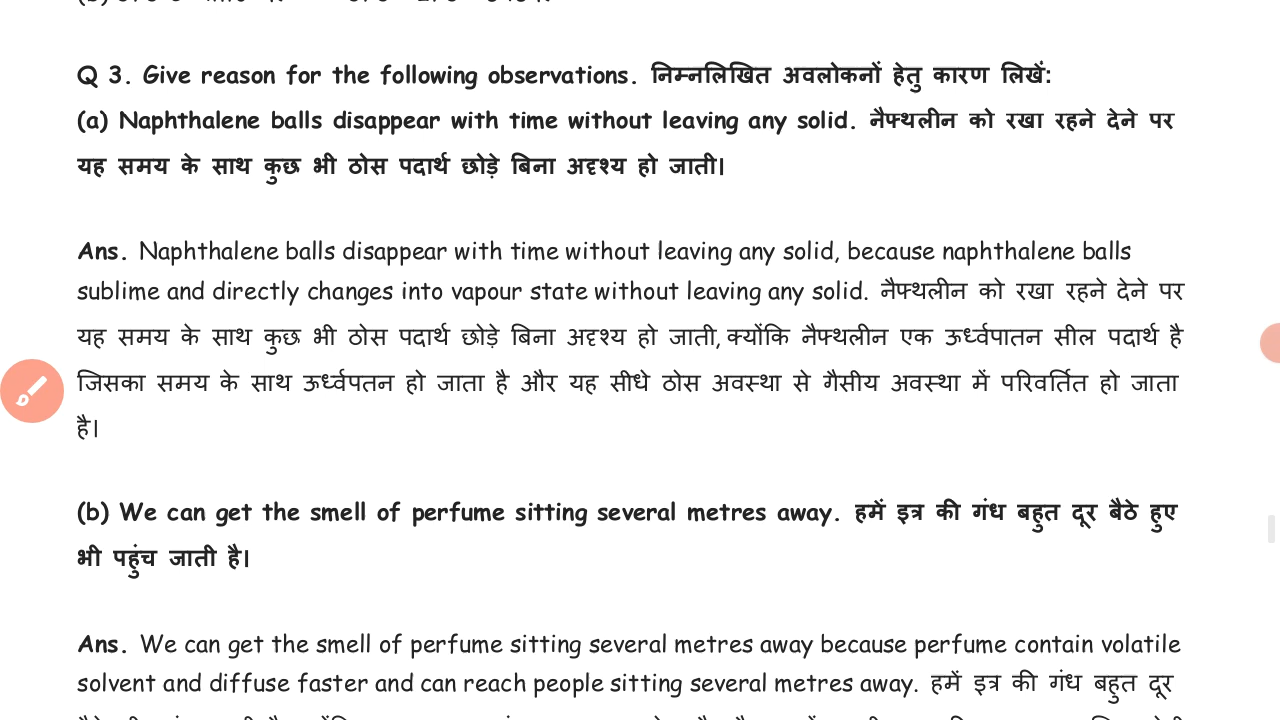 Q 3. Give reason for the following observations. निम्नलिखित अवलोकनों हेतु कारण लिखें:
(a) Naphthalene balls disappear with time without leaving any solid. नैफ्थलीन को रखा रहने देने पर
यह समय के साथ कुछ भी ठोस पदार्थ छोड़े बिना अदृश्य हो जाती।
Ans. Naphthalene balls disappear with time without leaving any solid, because naphthalene balls
sublime and directly changes into vapour state without leaving any solid. नैफ्थलीन को रखा रहने देने पर
यह समय के साथ कुछ भी ठोस पदार्थ छोड़े बिना अदृश्य हो जाती, क्योंकि नैफ्थलीन एक ऊर्ध्वपातन सील पदार्थ है
जिसका समय के साथ ऊर्ध्वपतन हो जाता है और यह सीधे ठोस अवस्था से गैसीय अवस्था में परिवर्तित हो जाता
है।
(b) We can get the smell of perfume sitting several metres away. हमें इत्र की गंध बहुत दूर बैठे हुए
भी पहुंच जाती है।
Ans. We can get the smell of perfume sitting several metres away because perfume contain volatile
solvent and diffuse faster and can reach people sitting several metres away. हमें इत्र की गंध बहुत दूर